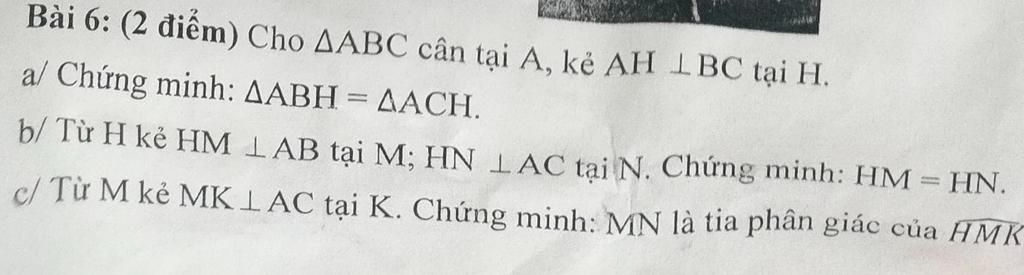 Bài 6: (2 điểm) Cho ΔABC cân tại A, kẻ AH ⊥BC tại H.
a/ Chứng minh: ΔABH = ΔACH.
b/ Từ H kẻ HM ⊥AB tại M; HN ⊥AC tại N. Chứng minh: HM = HN.
c/ Từ M kẻ MK⊥AC tại K. Chứng minh: MN là tia phân giác của \widehat{HMK}